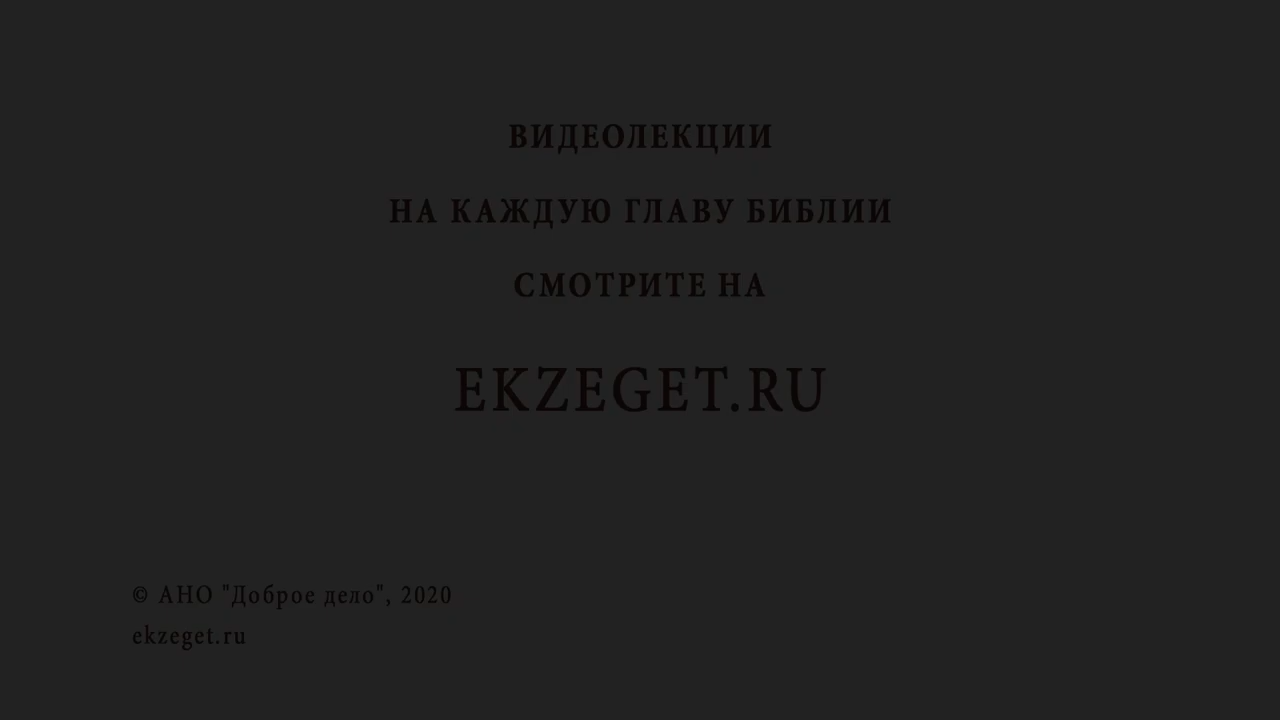 ВИДЕОЛЕКЦИИ
НА КАЖДУЮ ГЛАВУ БИБЛИИ
СМОТРИТЕ НА
EKZEGET.RU
© АНО "Доброе дело", 2020
ekzeget.ru